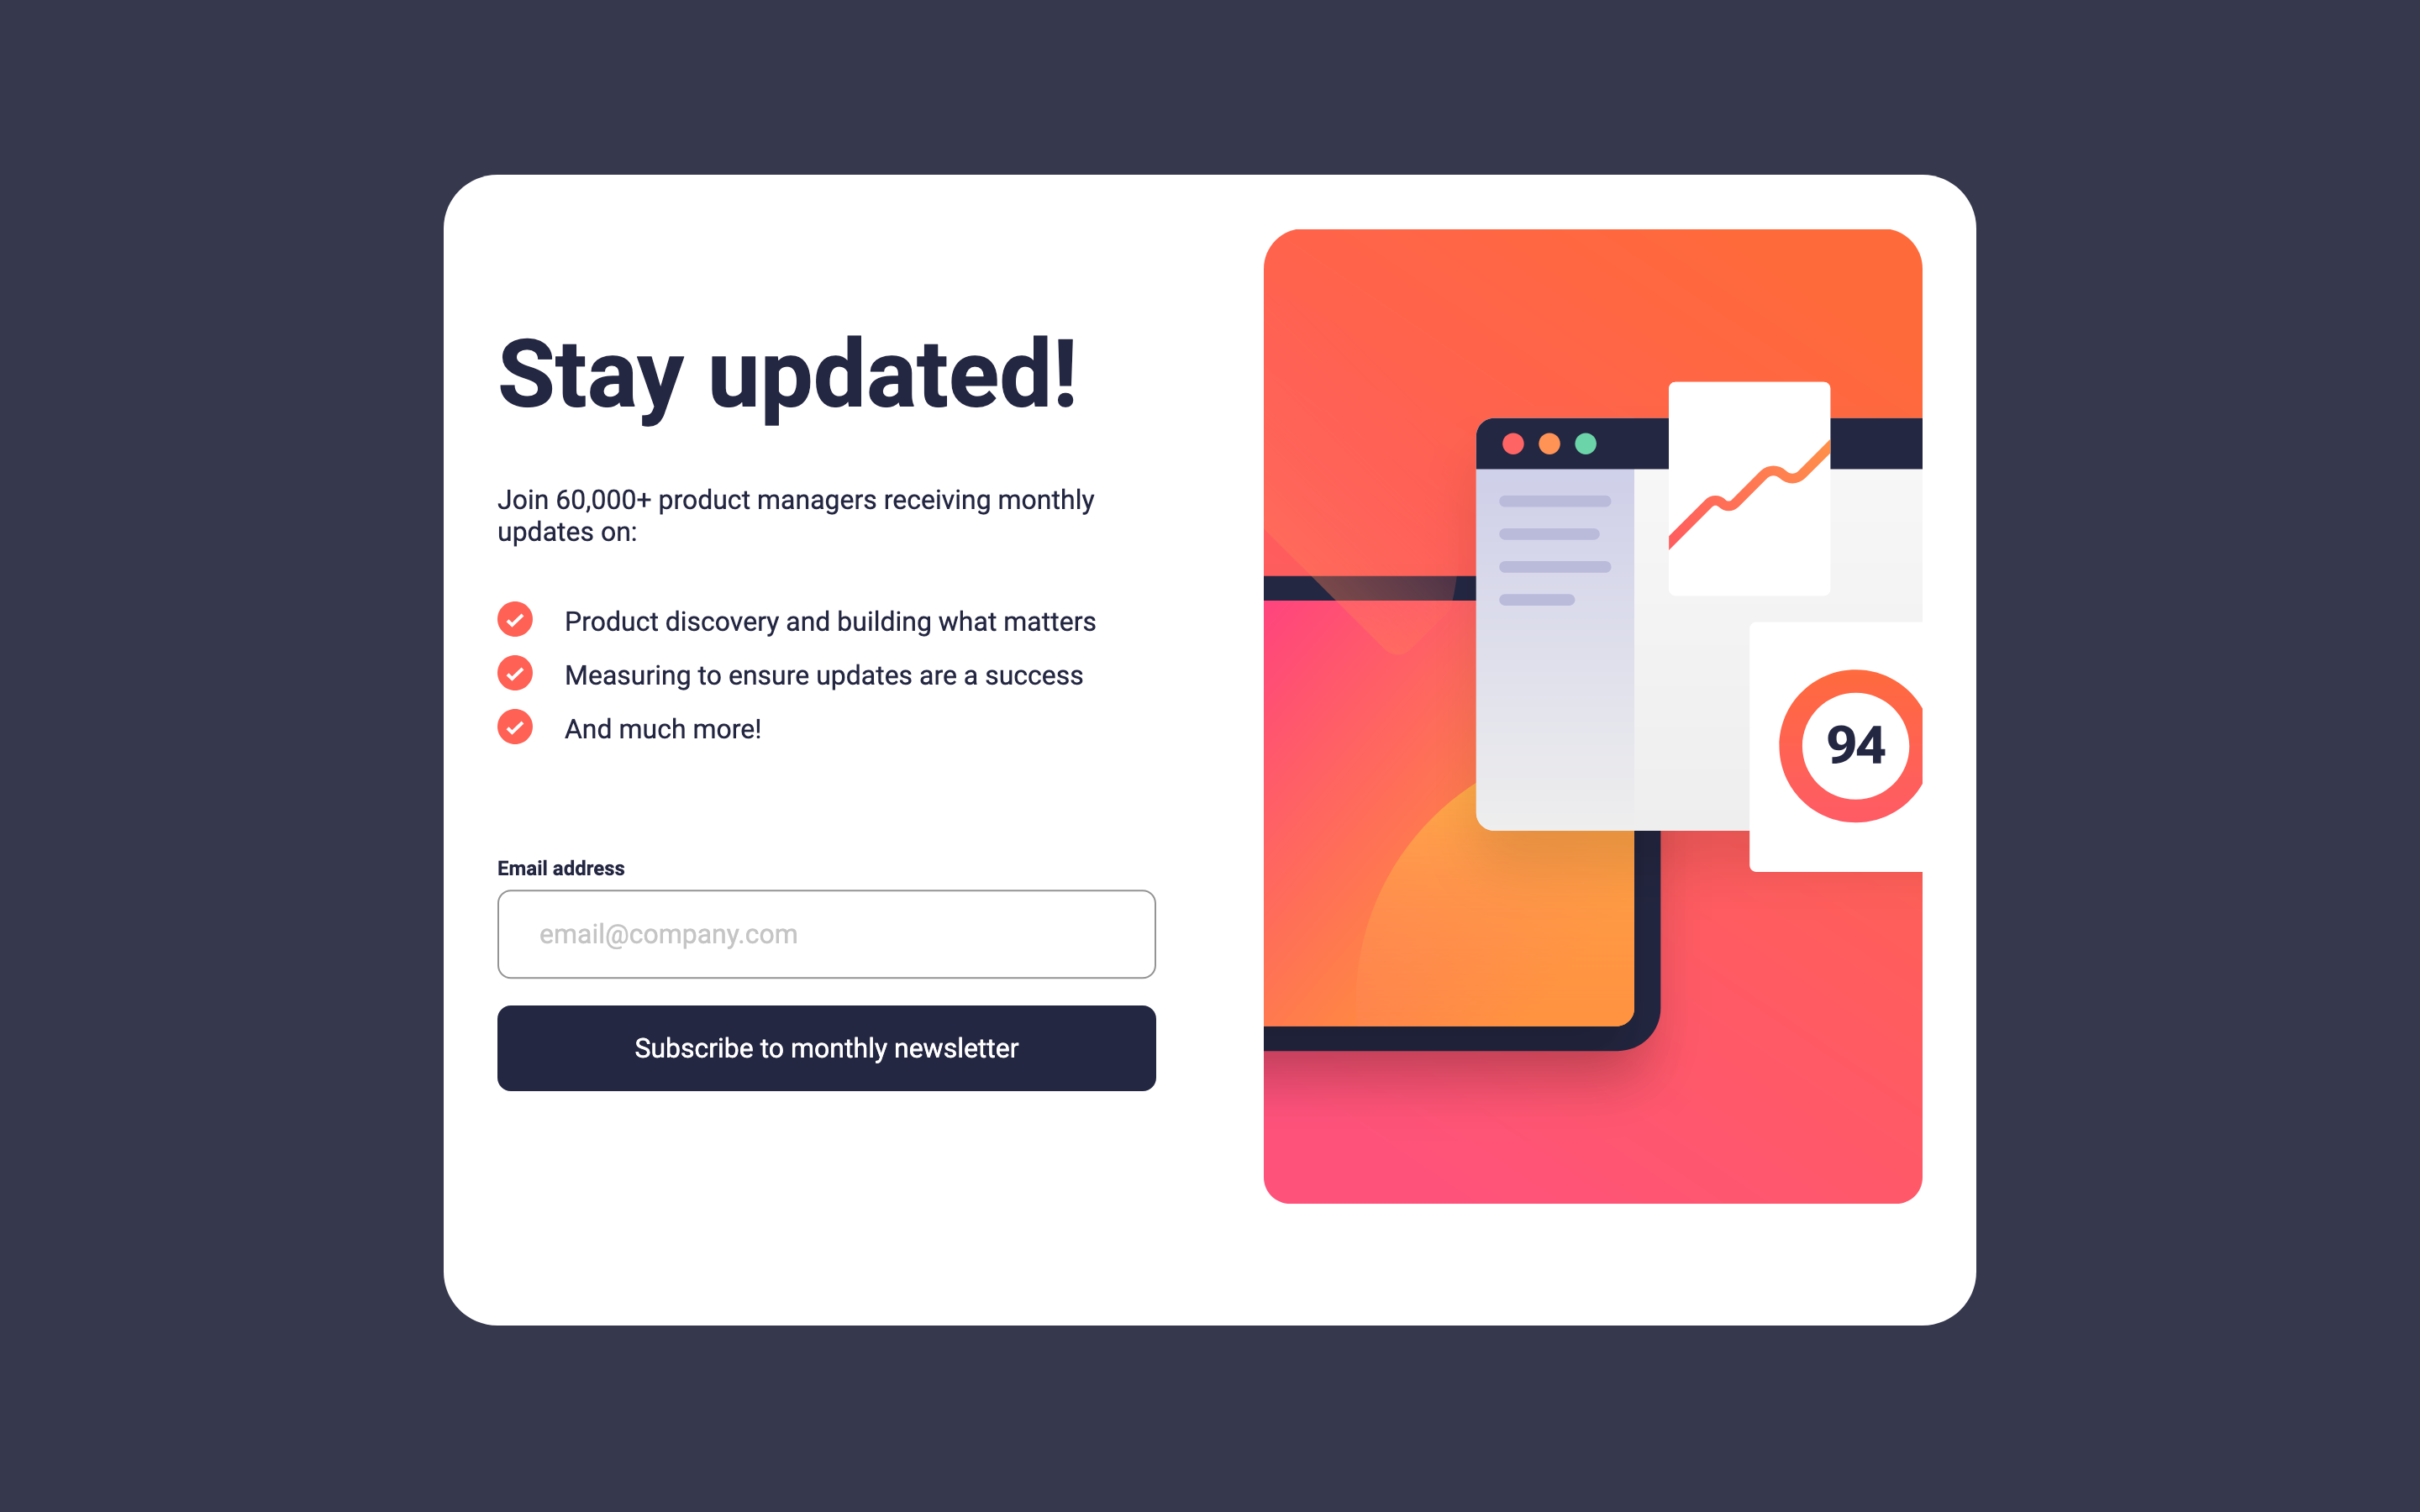 Stay updated!
Join 60,000+ product managers receiving monthly
updates on:
Product discovery and building what matters
Measuring to ensure updates are a success
And much more!
Email address
email@company.com
Subscribe to monthly newsletter
94